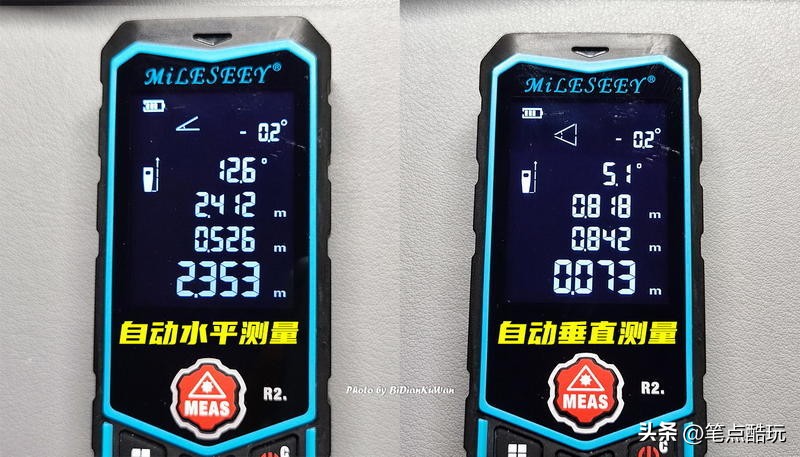 MiLESEEY®
- 0.2°
12.6°
2.412 m
0.526 m
2.353 m
自动水平测量
MEAS
R2.
Photo by BiDianKuWan
MiLESEEY®
- 0.2°
5.1°
0.818 m
0.842 m
0.073 m
自动垂直测量
MEAS
R2.
头条 @笔点酷玩